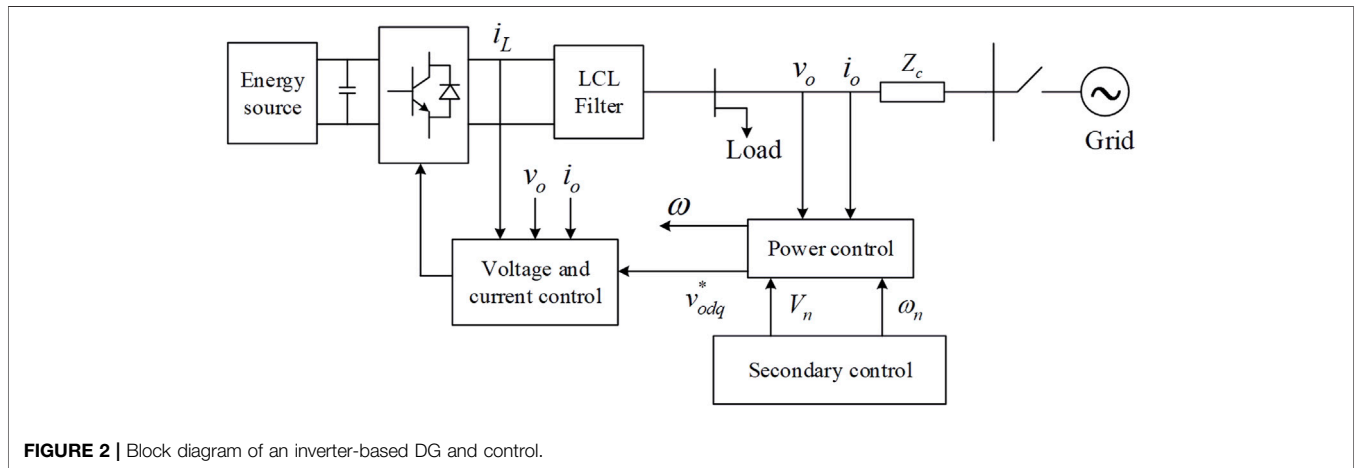 Energy
source
i_L
LCL
Filter
v_o
i_o
Z_c
Load
Grid
v_o
i_o
ω
Voltage and
current control
v^*_{odq}
Power control
V_n
ω_n
Secondary control
FIGURE 2 | Block diagram of an inverter-based DG and control.